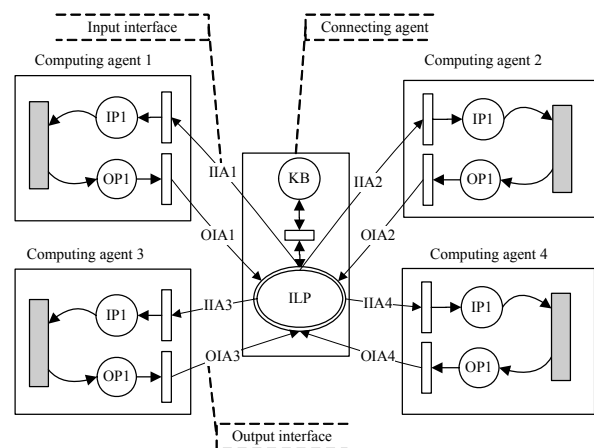 Input interface
Connecting agent
Computing agent 1
Computing agent 2
IP1
OP1
IIA1
OIA1
KB
IIA2
OIA2
IP1
OP1
Computing agent 3
Computing agent 4
IP1
OP1
IIA3
OIA3
ILP
IIA4
OIA4
IP1
OP1
Output interface